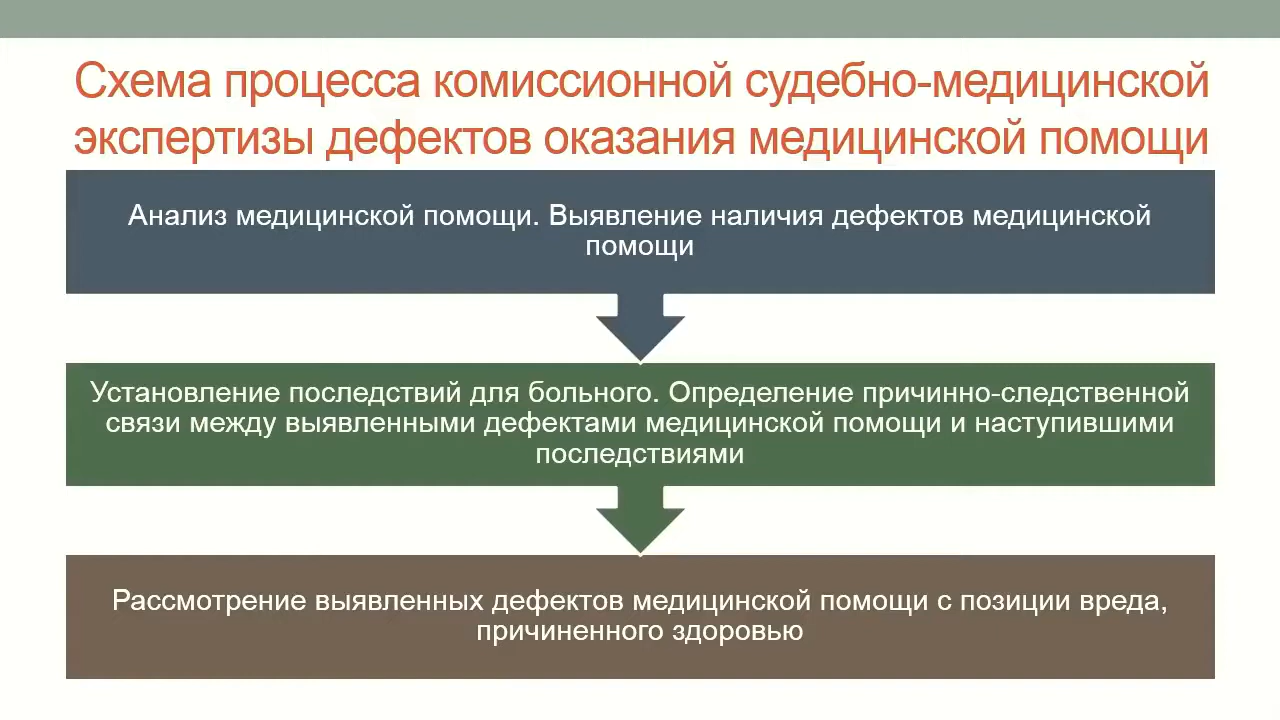 Схема процесса комиссионной судебно-медицинской
экспертизы дефектов оказания медицинской помощи
Анализ медицинской помощи. Выявление наличия дефектов медицинской
помощи
Установление последствий для больного. Определение причинно-следственной
связи между выявленными дефектами медицинской помощи и наступившими
последствиями
Рассмотрение выявленных дефектов медицинской помощи с позиции вреда,
причиненного здоровью